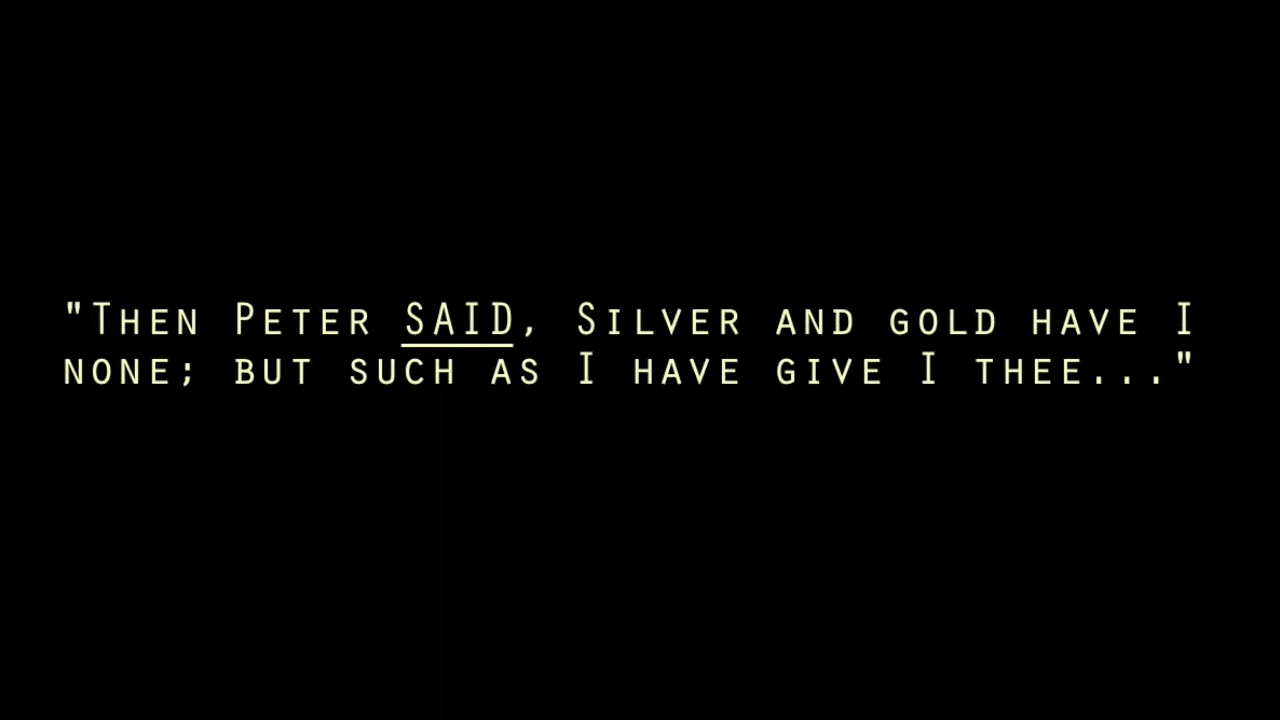 "Then Peter SAID, Silver and gold have I
none; but such as I have give I thee..."